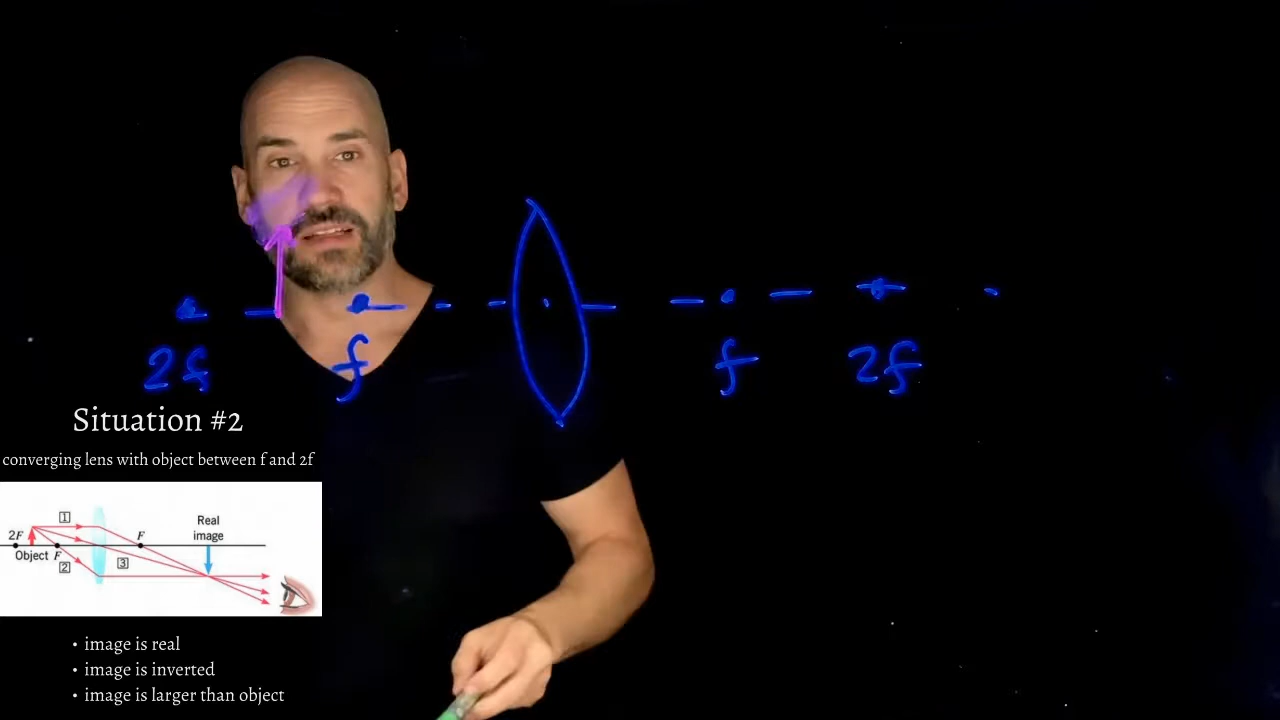 2f f f 2f
Situation #2
converging lens with object between f and 2f
1
Real
2F F image
Object F
2 3
• image is real
• image is inverted
• image is larger than object